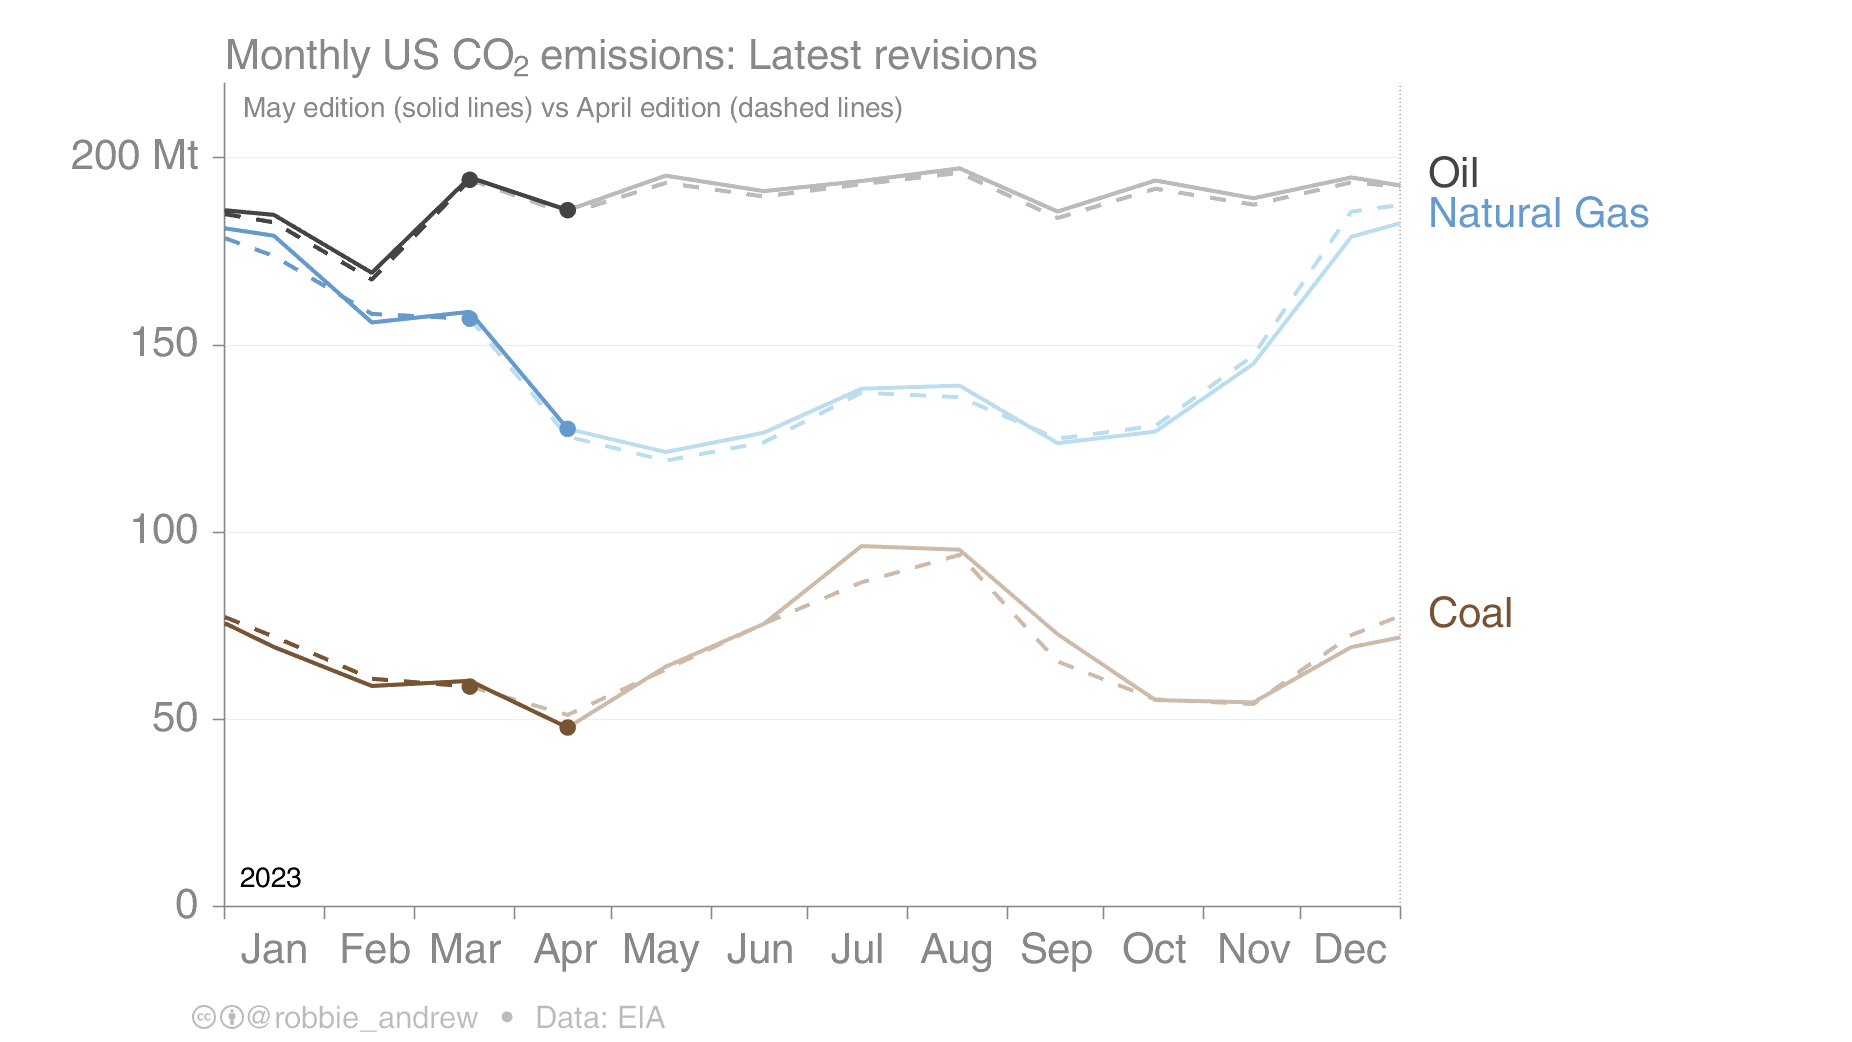 Monthly US CO₂ emissions: Latest revisions
May edition (solid lines) vs April edition (dashed lines)
200 Mt
150
100
50
0
Oil
Natural Gas
Coal
2023
Jan Feb Mar Apr May Jun Jul Aug Sep Oct Nov Dec
cc @robbie_andrew • Data: EIA